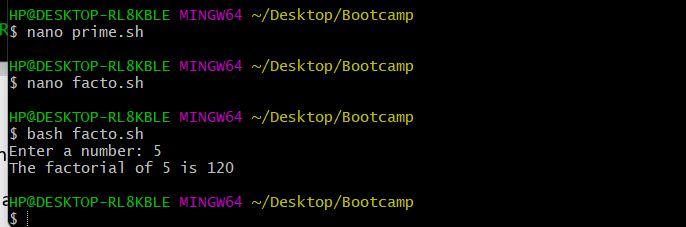 HP@DESKTOP-RL8KBLE MINGW64 ~/Desktop/Bootcamp
$ nano prime.sh
HP@DESKTOP-RL8KBLE MINGW64 ~/Desktop/Bootcamp
$ nano facto.sh
HP@DESKTOP-RL8KBLE MINGW64 ~/Desktop/Bootcamp
$ bash facto.sh
Enter a number: 5
The factorial of 5 is 120
HP@DESKTOP-RL8KBLE MINGW64 ~/Desktop/Bootcamp
$